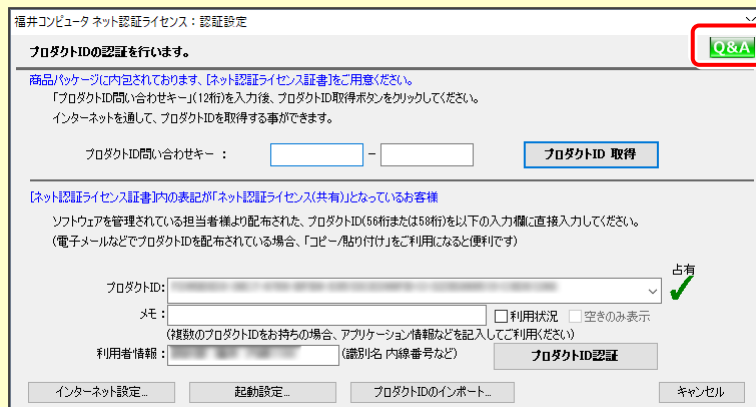 福井コンピュータ ネット認証ライセンス：認証設定
プロダクトIDの認証を行います。
Q&A
商品パッケージに内包されております、[ネット認証ライセンス証書]をご用意ください。
「プロダクトID問い合わせキー」(12桁)を入力後、プロダクトID取得ボタンをクリックしてください。
インターネットを通して、プロダクトIDを取得する事ができます。
プロダクトID問い合わせキー ： － プロダクトID 取得
[ネット認証ライセンス証書]内の表記が「ネット認証ライセンス(共有)」となっているお客様
ソフトウェアを管理されている担当者様より配布された、プロダクトID(56桁または58桁)を以下の入力欄に直接入力してください。
(電子メールなどでプロダクトIDを配布されている場合、「コピー/貼り付け」をご利用になると便利です)
占有
プロダクトID:
メモ： 利用状況 空きのみ表示
(複数のプロダクトIDをお持ちの場合、アプリケーション情報などを記入してご利用ください)
利用者情報： (識別名 内線番号など) プロダクトID認証
インターネット設定... 起動設定... プロダクトIDのインポート... キャンセル